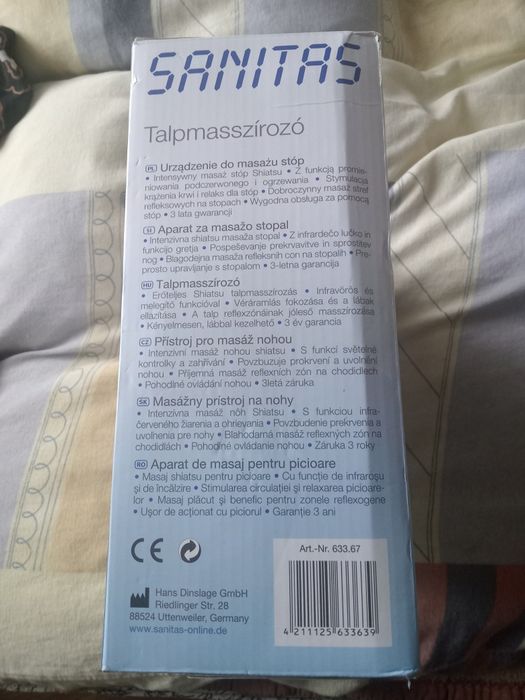 SANITAS
Talpmasszírozó
PL Urządzenie do masażu stóp
• Intensywny masaż stóp Shiatsu • Z funkcją promie-
niowania podczerwonego i ogrzewania • Stymulacja
krążenia krwi i relaks dla stóp • Dobroczynny masaż stref
refleksowych na stopach • Wygodna obsługa za pomocą
stóp • 3 lata gwarancji
SI Aparat za masažo stopal
• Intenzivna shiatsu masaža stopal • Z infrardečo lučko in
funkcijo gretja • Pospeševanje prekrvavitve in sprostitev
nog • Blagodejna masaža refleksnih con na stopalih • Pre-
prosto upravljanje s stopalom • 3-letna garancija
HU Talpmasszírozó
• Erőteljes Shiatsu talpmasszírozás • Infravörös és
melegítő funkcióval • Véráramlás fokozása és a lábak
ellazítása • A talp reflexzónáinak jóleső masszírozása
• Kényelmesen, lábbal kezelhető • 3 év garancia
CZ Přístroj pro masáž nohou
• Intenzivní masáž nohou shiatsu • S funkcí světelné
kontrolky a zahřívání • Povzbuzuje prokrvení a uvolnění
nohou • Příjemná masáž reflexních zón na chodidlech
• Pohodlné ovládání nohou • 3letá záruka
SK Masážny prístroj na nohy
• Intenzívna masáž nôh Shiatsu • S funkciou infra-
červeného žiarenia a ohrievania • Povzbudenie prekrvenia a
uvoľnenia pre nohy • Blahodarná masáž reflexných zón na
chodidlách • Pohodlné ovládanie nohou • Záruka 3 roky
RO Aparat de masaj pentru picioare
• Masaj shiatsu pentru picioare • Cu funcţie de infraroşu
şi de încălzire • Stimularea circulaţiei şi relaxarea picioare-
lor • Masaj plăcut şi benefic pentru zonele reflexogene
• Uşor de acţionat cu piciorul • Garanţie 3 ani
CE
Art.-Nr. 633.67
Hans Dinslage GmbH
Riedlinger Str. 28
88524 Uttenweiler, Germany
www.sanitas-online.de
4 211125 633639